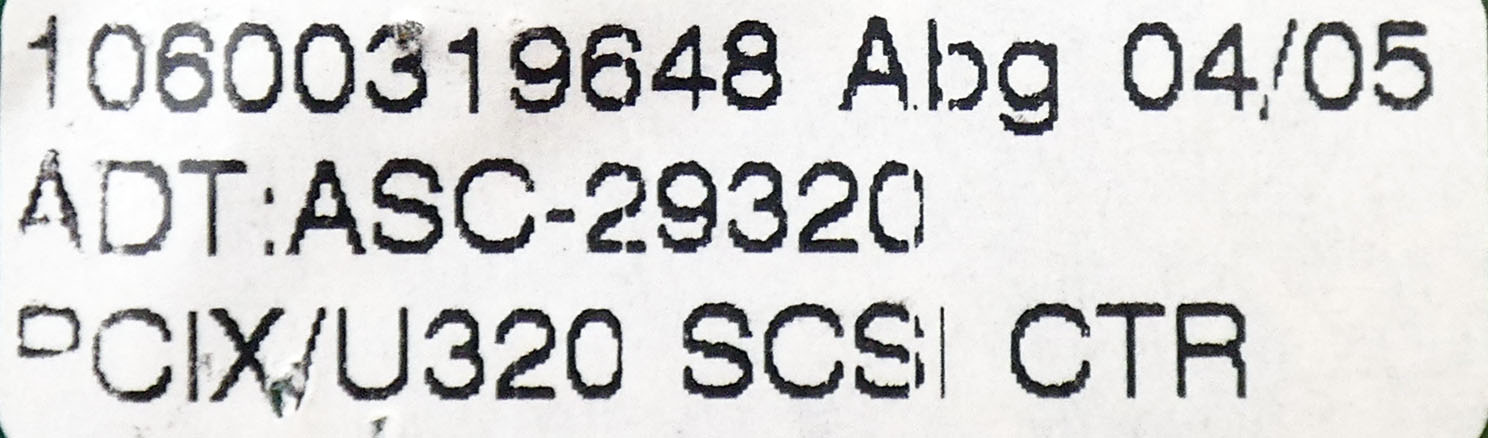 10600319648 Abg 04/05
ADT:ASC-29320
PCIX/U320 SCSI CTR